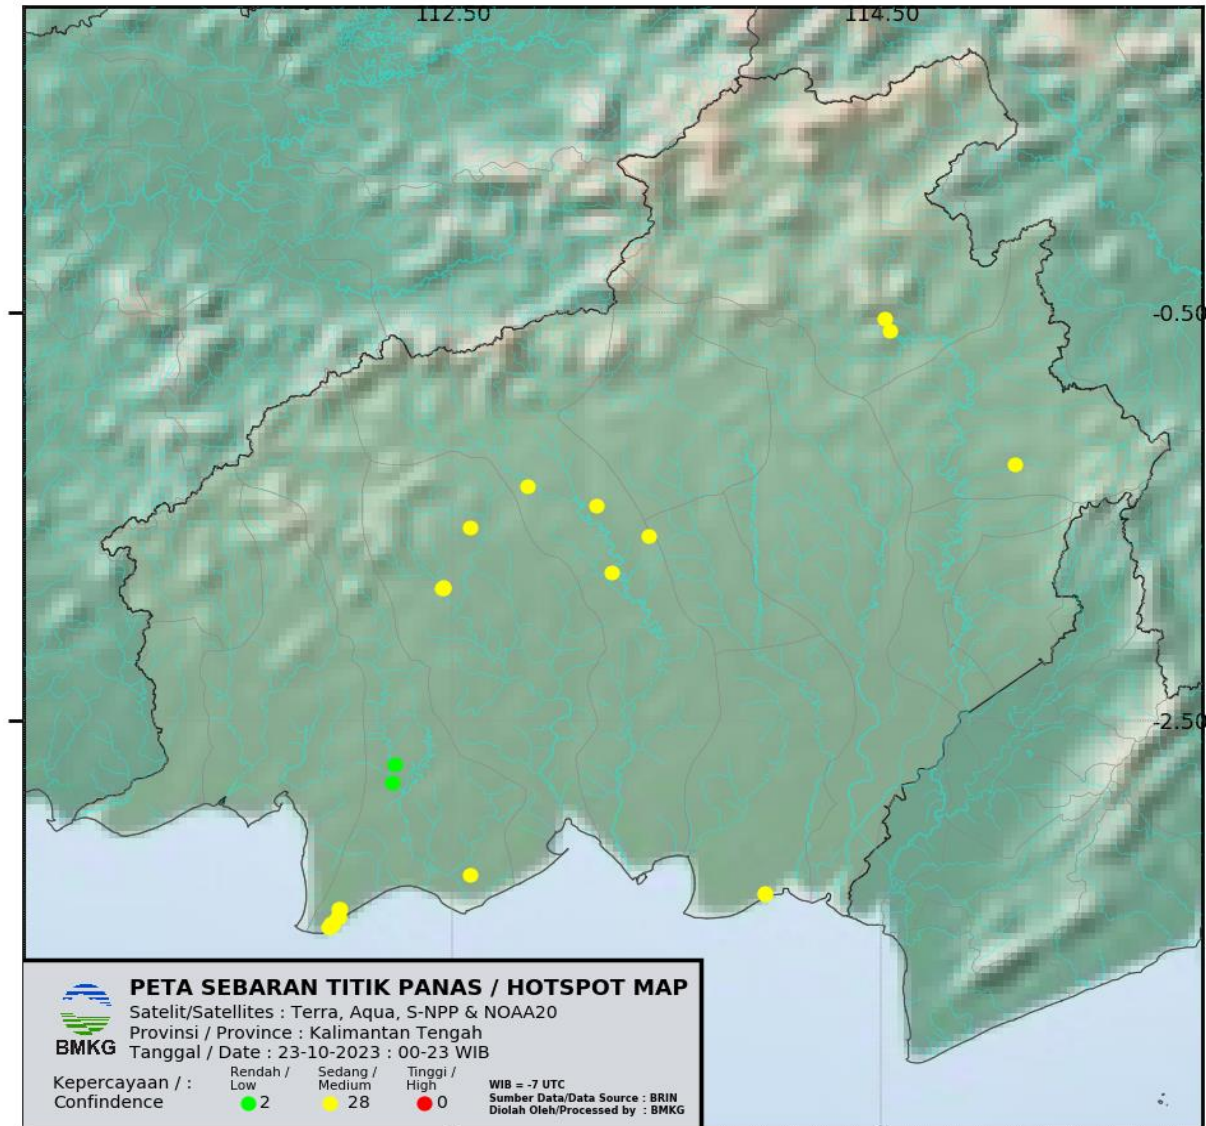 112.50
114.50
-0.50
-2.50
PETA SEBARAN TITIK PANAS / HOTSPOT MAP
Satelit/Satellites : Terra, Aqua, S-NPP & NOAA20
Provinsi / Province : Kalimantan Tengah
Tanggal / Date : 23-10-2023 : 00-23 WIB
BMKG
Kepercayaan / :
Confindence
Rendah /
Low
2
Sedang /
Medium
28
Tinggi /
High
0
WIB = -7 UTC
Sumber Data/Data Source : BRIN
Diolah Oleh/Processed by : BMKG